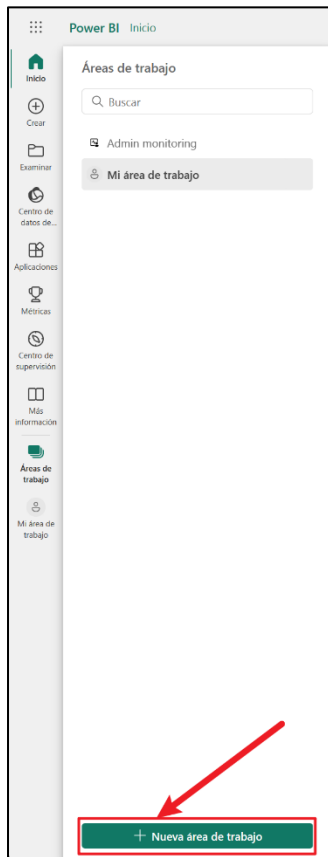 Power BI Inicio
Inicio
Crear
Examinar
Centro de
datos de...
Aplicaciones
Métricas
Centro de
supervisión
Más
información
Áreas de
trabajo
Mi área de
trabajo
Áreas de trabajo
Buscar
Admin monitoring
Mi área de trabajo
Nueva área de trabajo